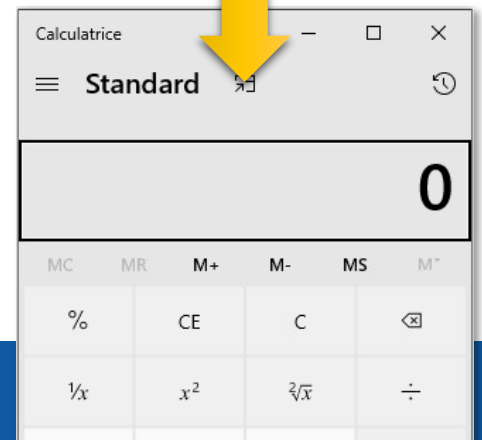 Calculatrice
Standard
0
MC MR M+ M- MS M˅
% CE C
¹/x x² ²√x ÷